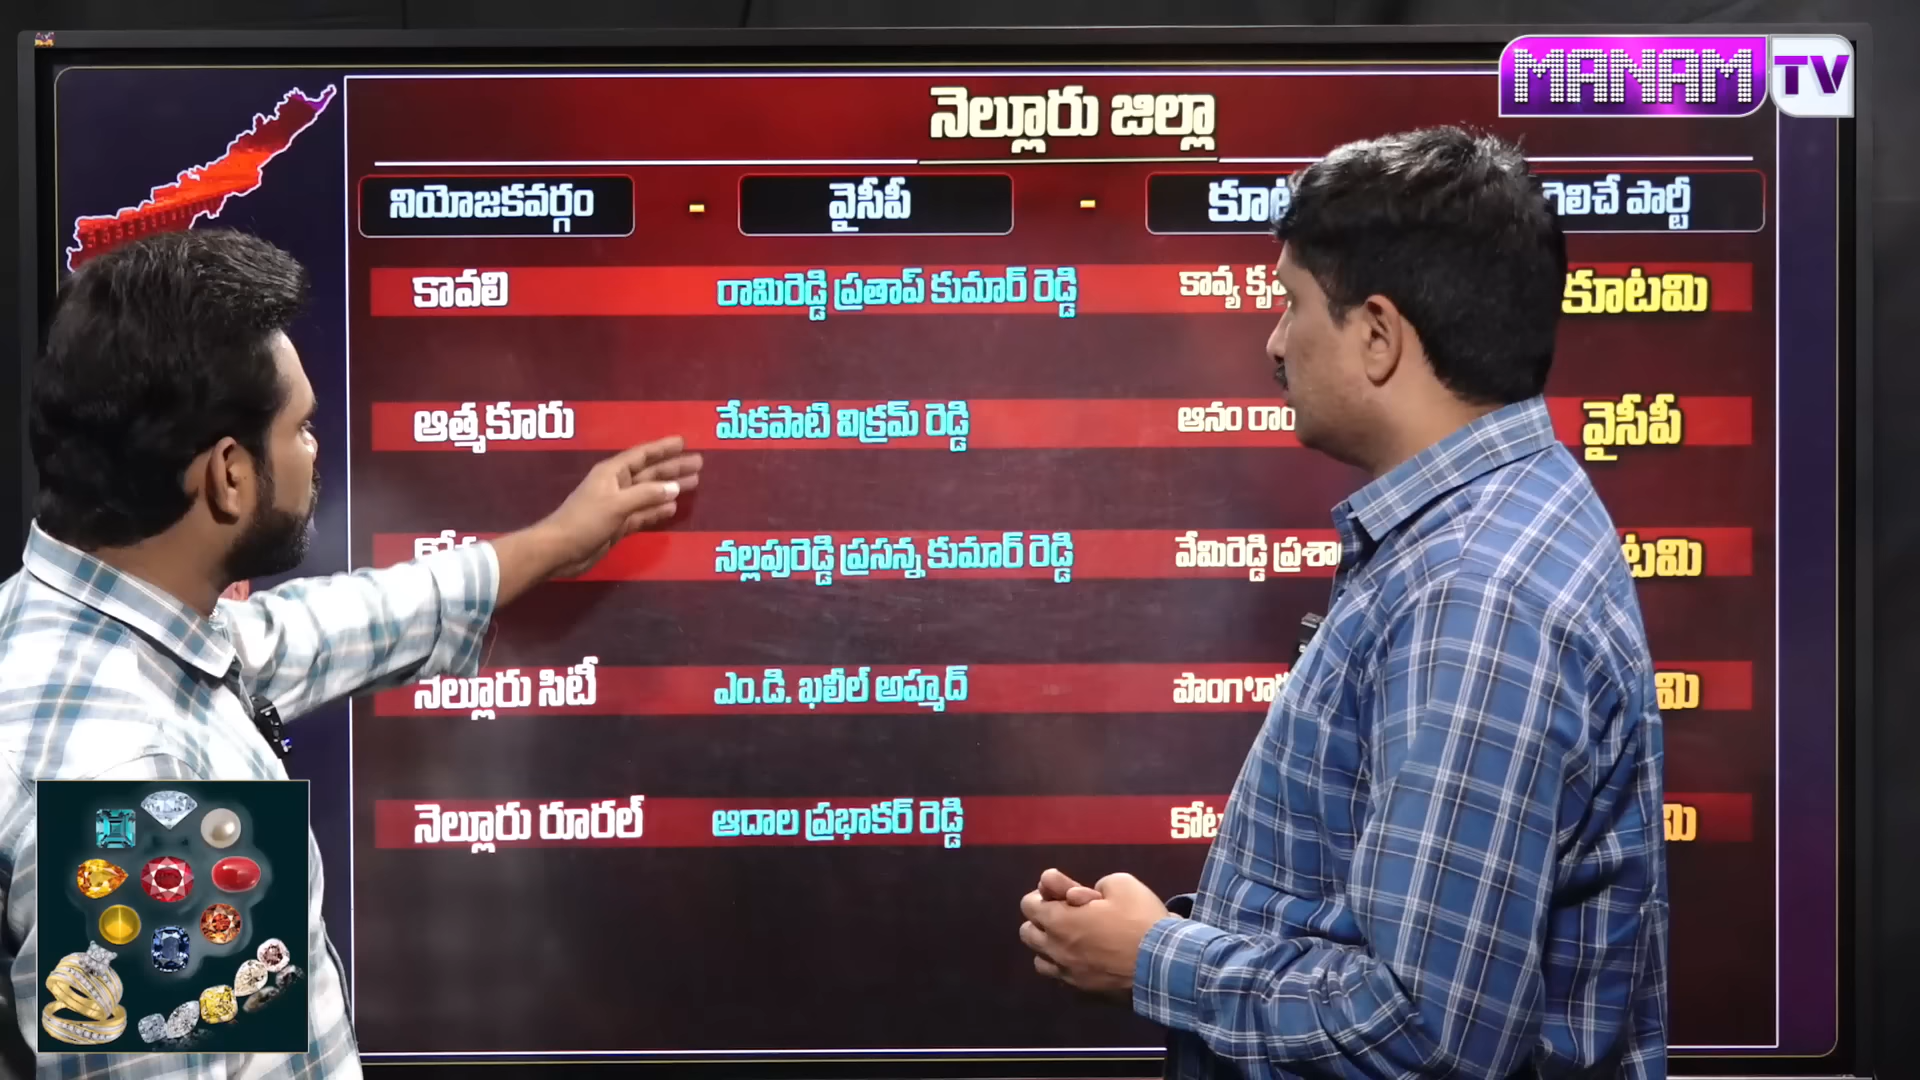 MANAM TV
నెల్లూరు జిల్లా
నియోజకవర్గం - వైసీపీ - గెలిచే పార్టీ
కావలి రామిరెడ్డి ప్రతాప్ కుమార్ రెడ్డి కావ్య కూటమి
ఆత్మకూరు మేకపాటి విక్రమ్ రెడ్డి ఆనం వైసీపీ
నల్లపురెడ్డి ప్రసన్న కుమార్ రెడ్డి వేమిరెడ్డి
నెల్లూరు సిటీ ఎం.డి. ఖలీల్ అహ్మద్
నెల్లూరు రూరల్ ఆదాల ప్రభాకర్ రెడ్డి